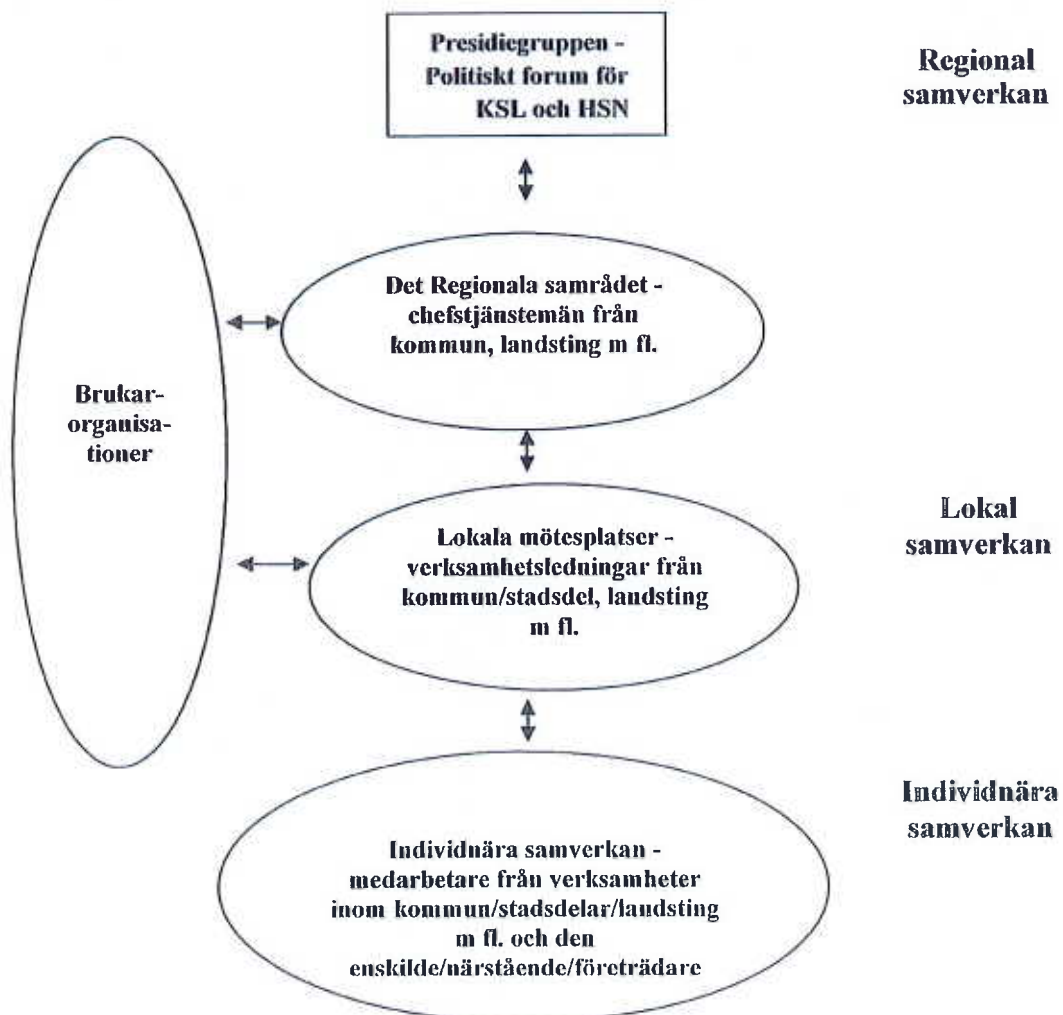 Presidiegruppen -
Politiskt forum för
KSL och HSN
Regional
samverkan
Det Regionala samrådet -
chefstjänstemän från
kommun, landsting m fl.
Brukar-
organisa-
tioner
Lokala mötesplatser -
verksamhetsledningar från
kommun/stadsdel, landsting
m fl.
Lokal
samverkan
Individnära
samverkan
Individnära samverkan -
medarbetare från verksamheter
inom kommun/stadsdelar/landsting
m fl. och den
enskilde/närstående/företrädare